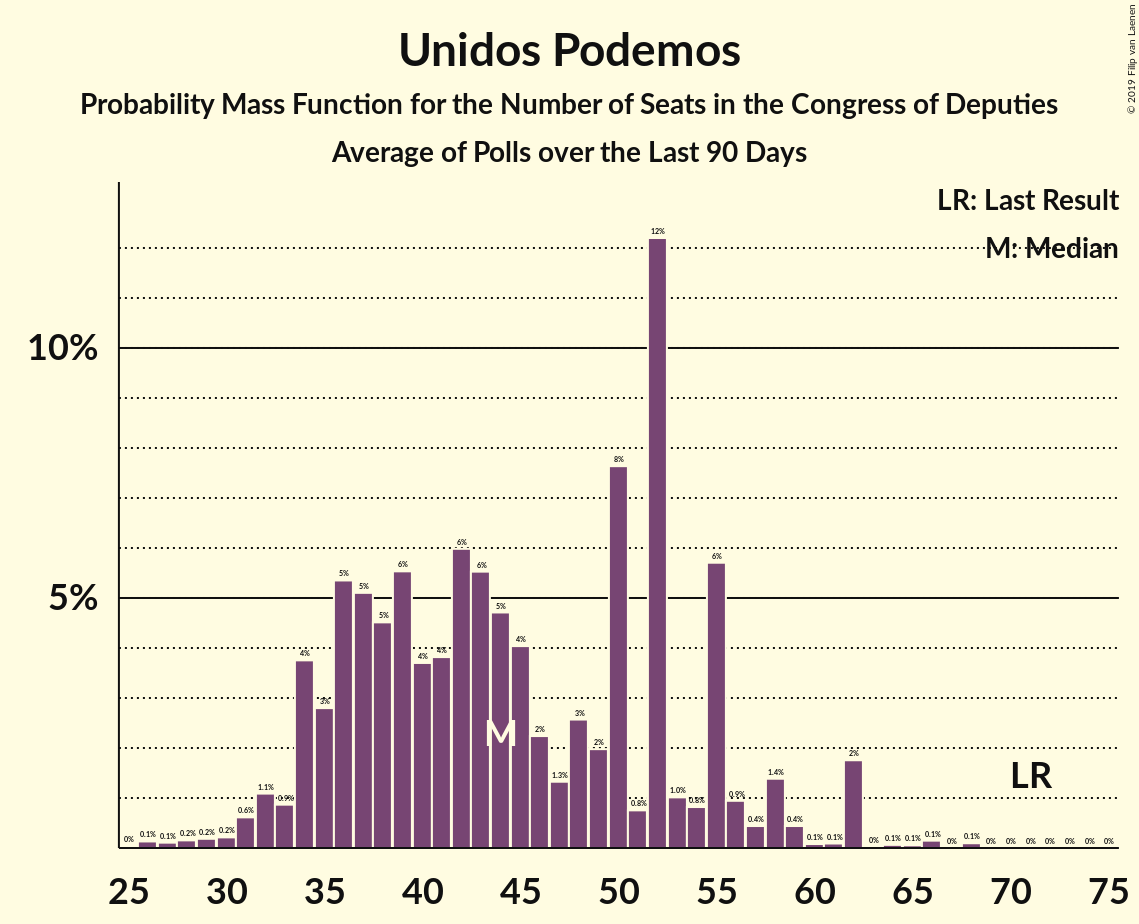 Unidos Podemos
Probability Mass Function for the Number of Seats in the Congress of Deputies
Average of Polls over the Last 90 Days
© 2019 Filip van Laenen
LR: Last Result
M: Median
10%
5%
0% 0.1% 0.1% 0.2% 0.2% 0.2% 0.6% 1.1% 0.9% 4% 3% 5% 5% 5% 6% 4% 4% 6% 6% 5% 4% 2% 1.3% 3% 2% 8% 0.8% 12% 1.0% 0.8% 6% 0.9% 0.4% 1.4% 0.4% 0.1% 0.1% 2% 0% 0.1% 0.1% 0.1% 0% 0.1% 0% 0% 0% 0% 0% 0% 0%
M
LR
25 30 35 40 45 50 55 60 65 70 75